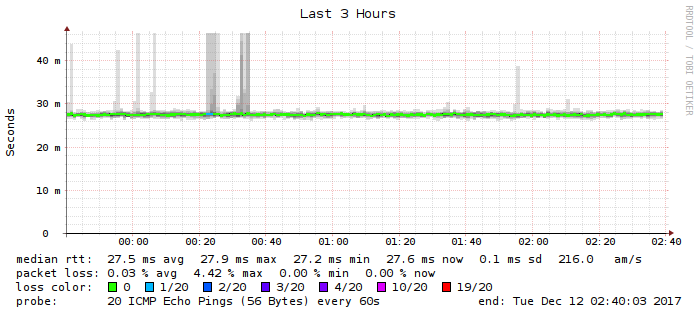 Last 3 Hours
RRDTOOL / TOBI OETIKER
Seconds
40 m
30 m
20 m
10 m
0
00:00 00:20 00:40 01:00 01:20 01:40 02:00 02:20 02:40
median rtt: 27.5 ms avg 27.9 ms max 27.2 ms min 27.6 ms now 0.1 ms sd 216.0 am/s
packet loss: 0.03 % avg 4.42 % max 0.00 % min 0.00 % now
loss color: 0 1/20 2/20 3/20 4/20 10/20 19/20
probe: 20 ICMP Echo Pings (56 Bytes) every 60s end: Tue Dec 12 02:40:03 2017